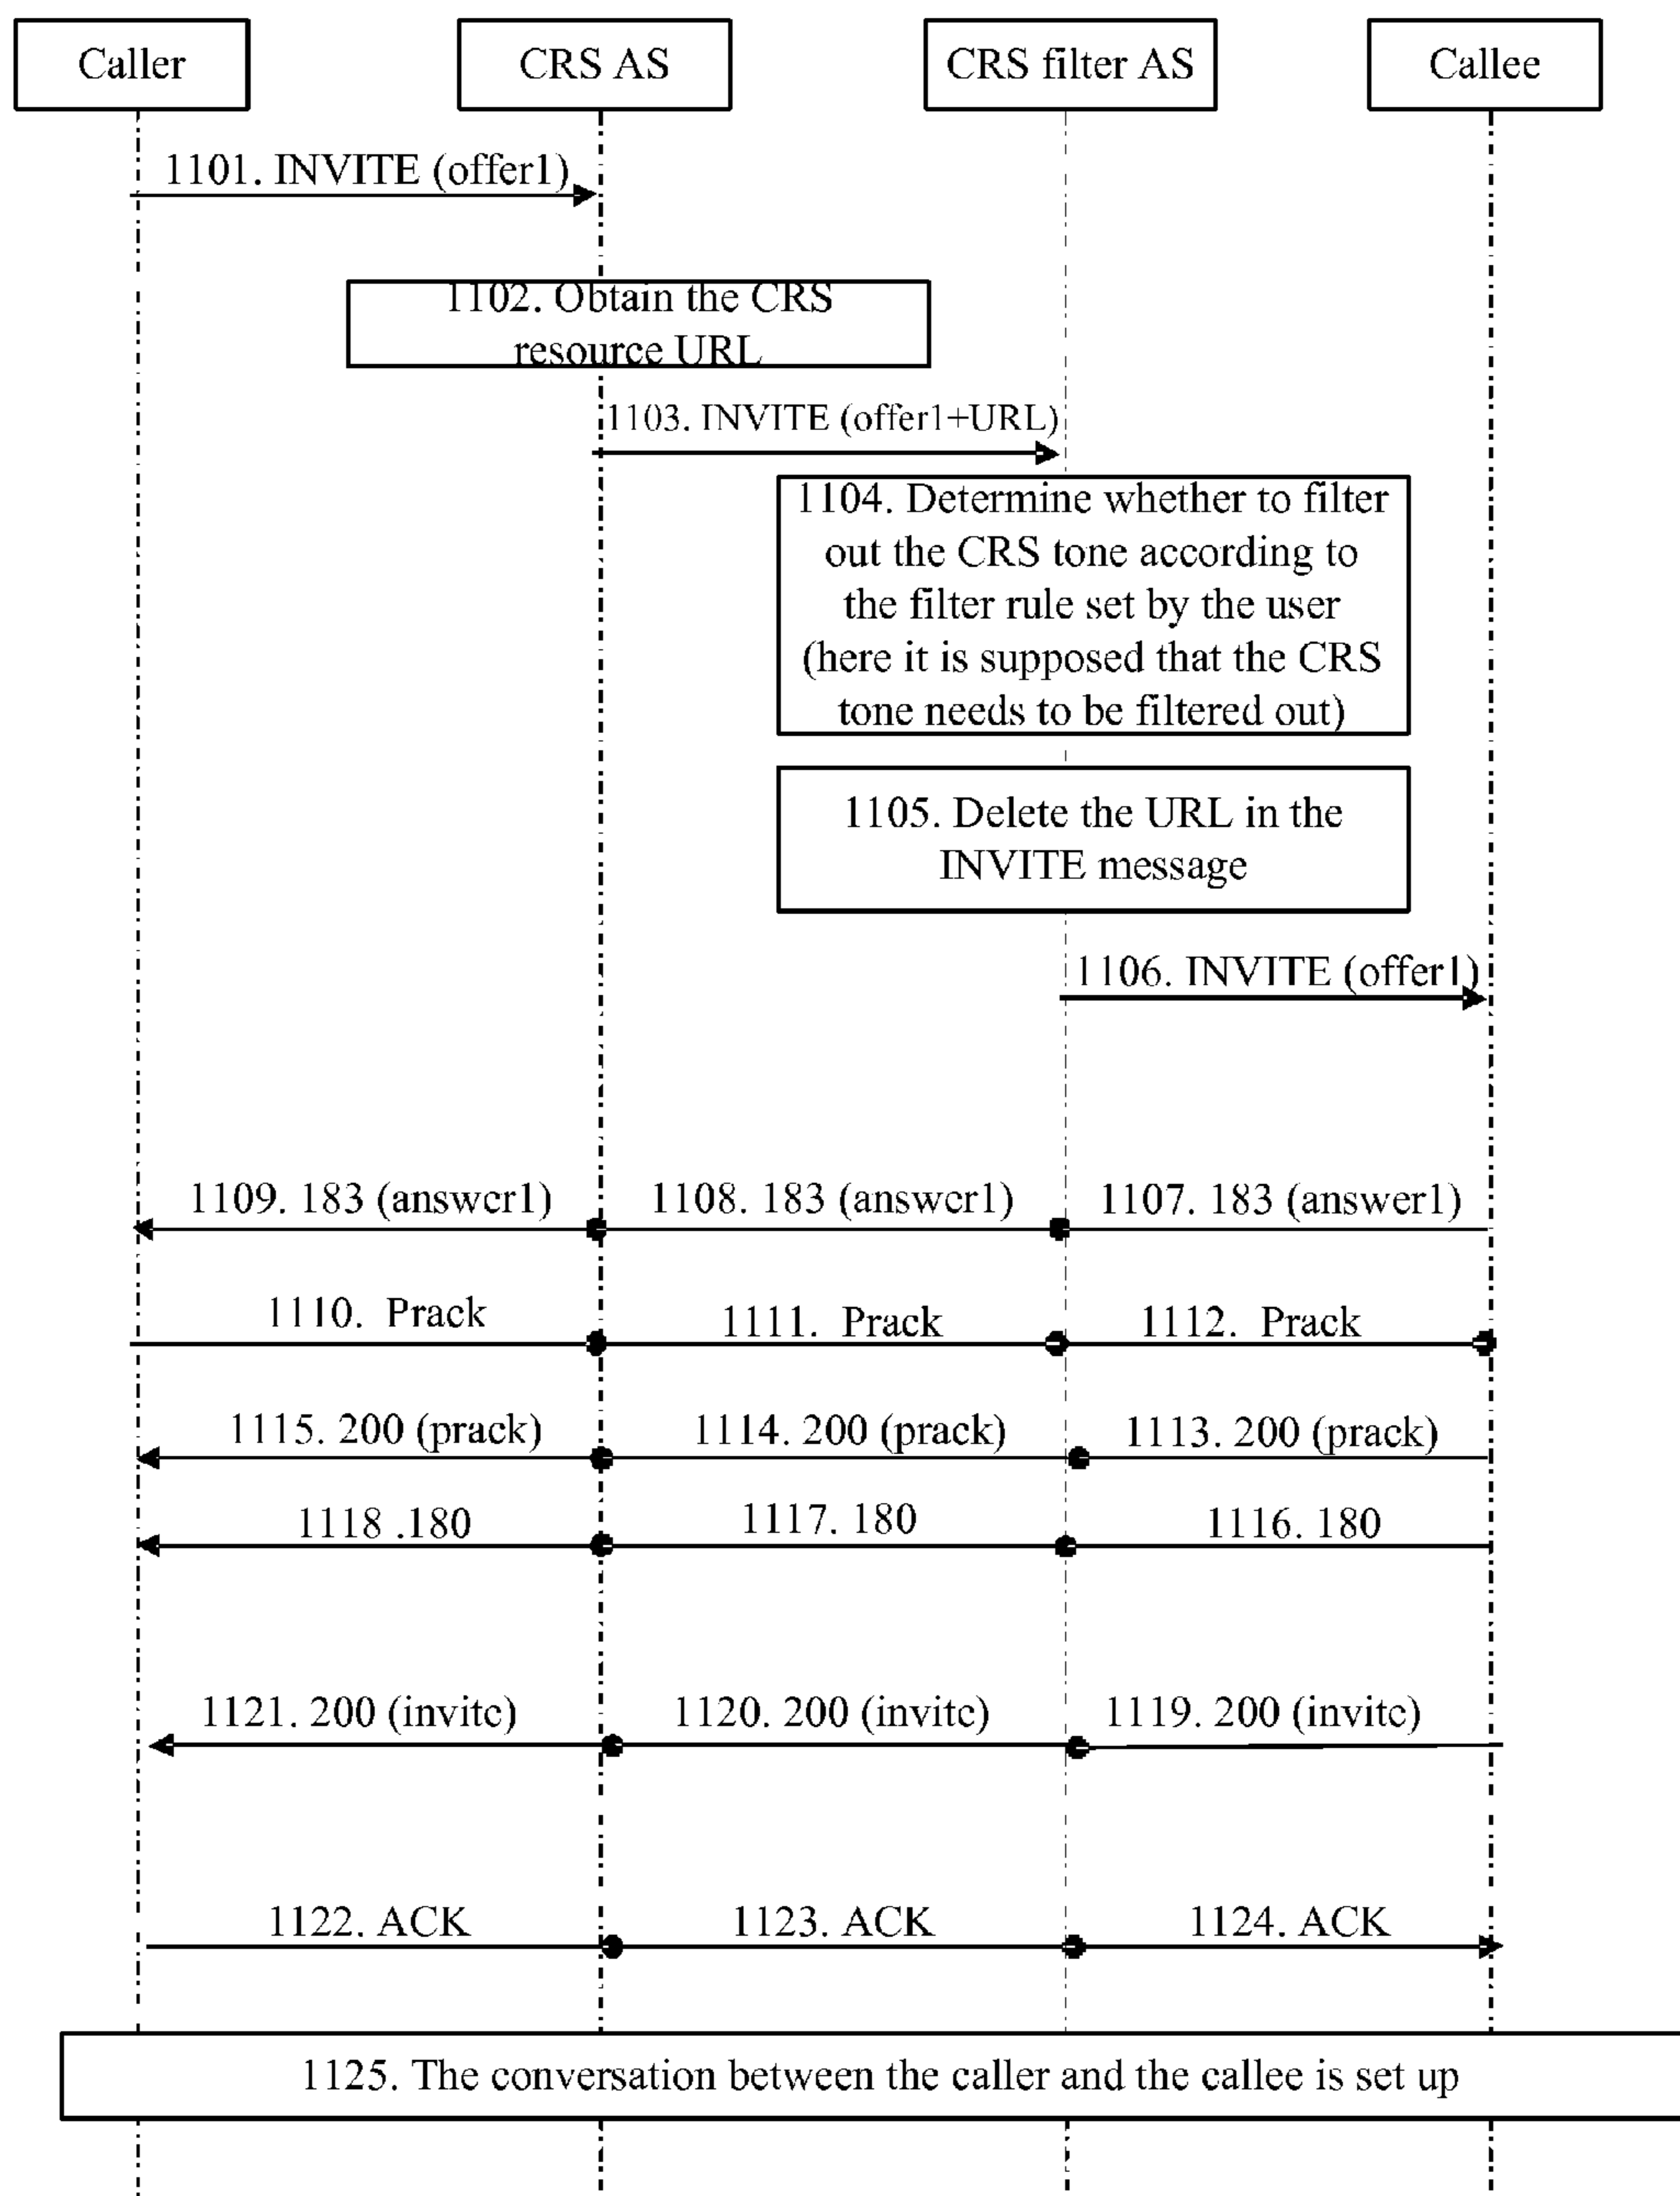 Caller
CRS AS
CRS filter AS
Callee
1101. INVITE (offer1)
1102. Obtain the CRS
resource URL
1103. INVITE (offer1+URL)
1104. Determine whether to filter
out the CRS tone according to
the filter rule set by the user
(here it is supposed that the CRS
tone needs to be filtered out)
1105. Delete the URL in the
INVITE message
1106. INVITE (offer1)
1109. 183 (answer1)
1108. 183 (answer1)
1107. 183 (answer1)
1110. Prack
1111. Prack
1112. Prack
1115. 200 (prack)
1114. 200 (prack)
1113. 200 (prack)
1118 .180
1117. 180
1116. 180
1121. 200 (invite)
1120. 200 (invite)
1119. 200 (invite)
1122. ACK
1123. ACK
1124. ACK
1125. The conversation between the caller and the callee is set up